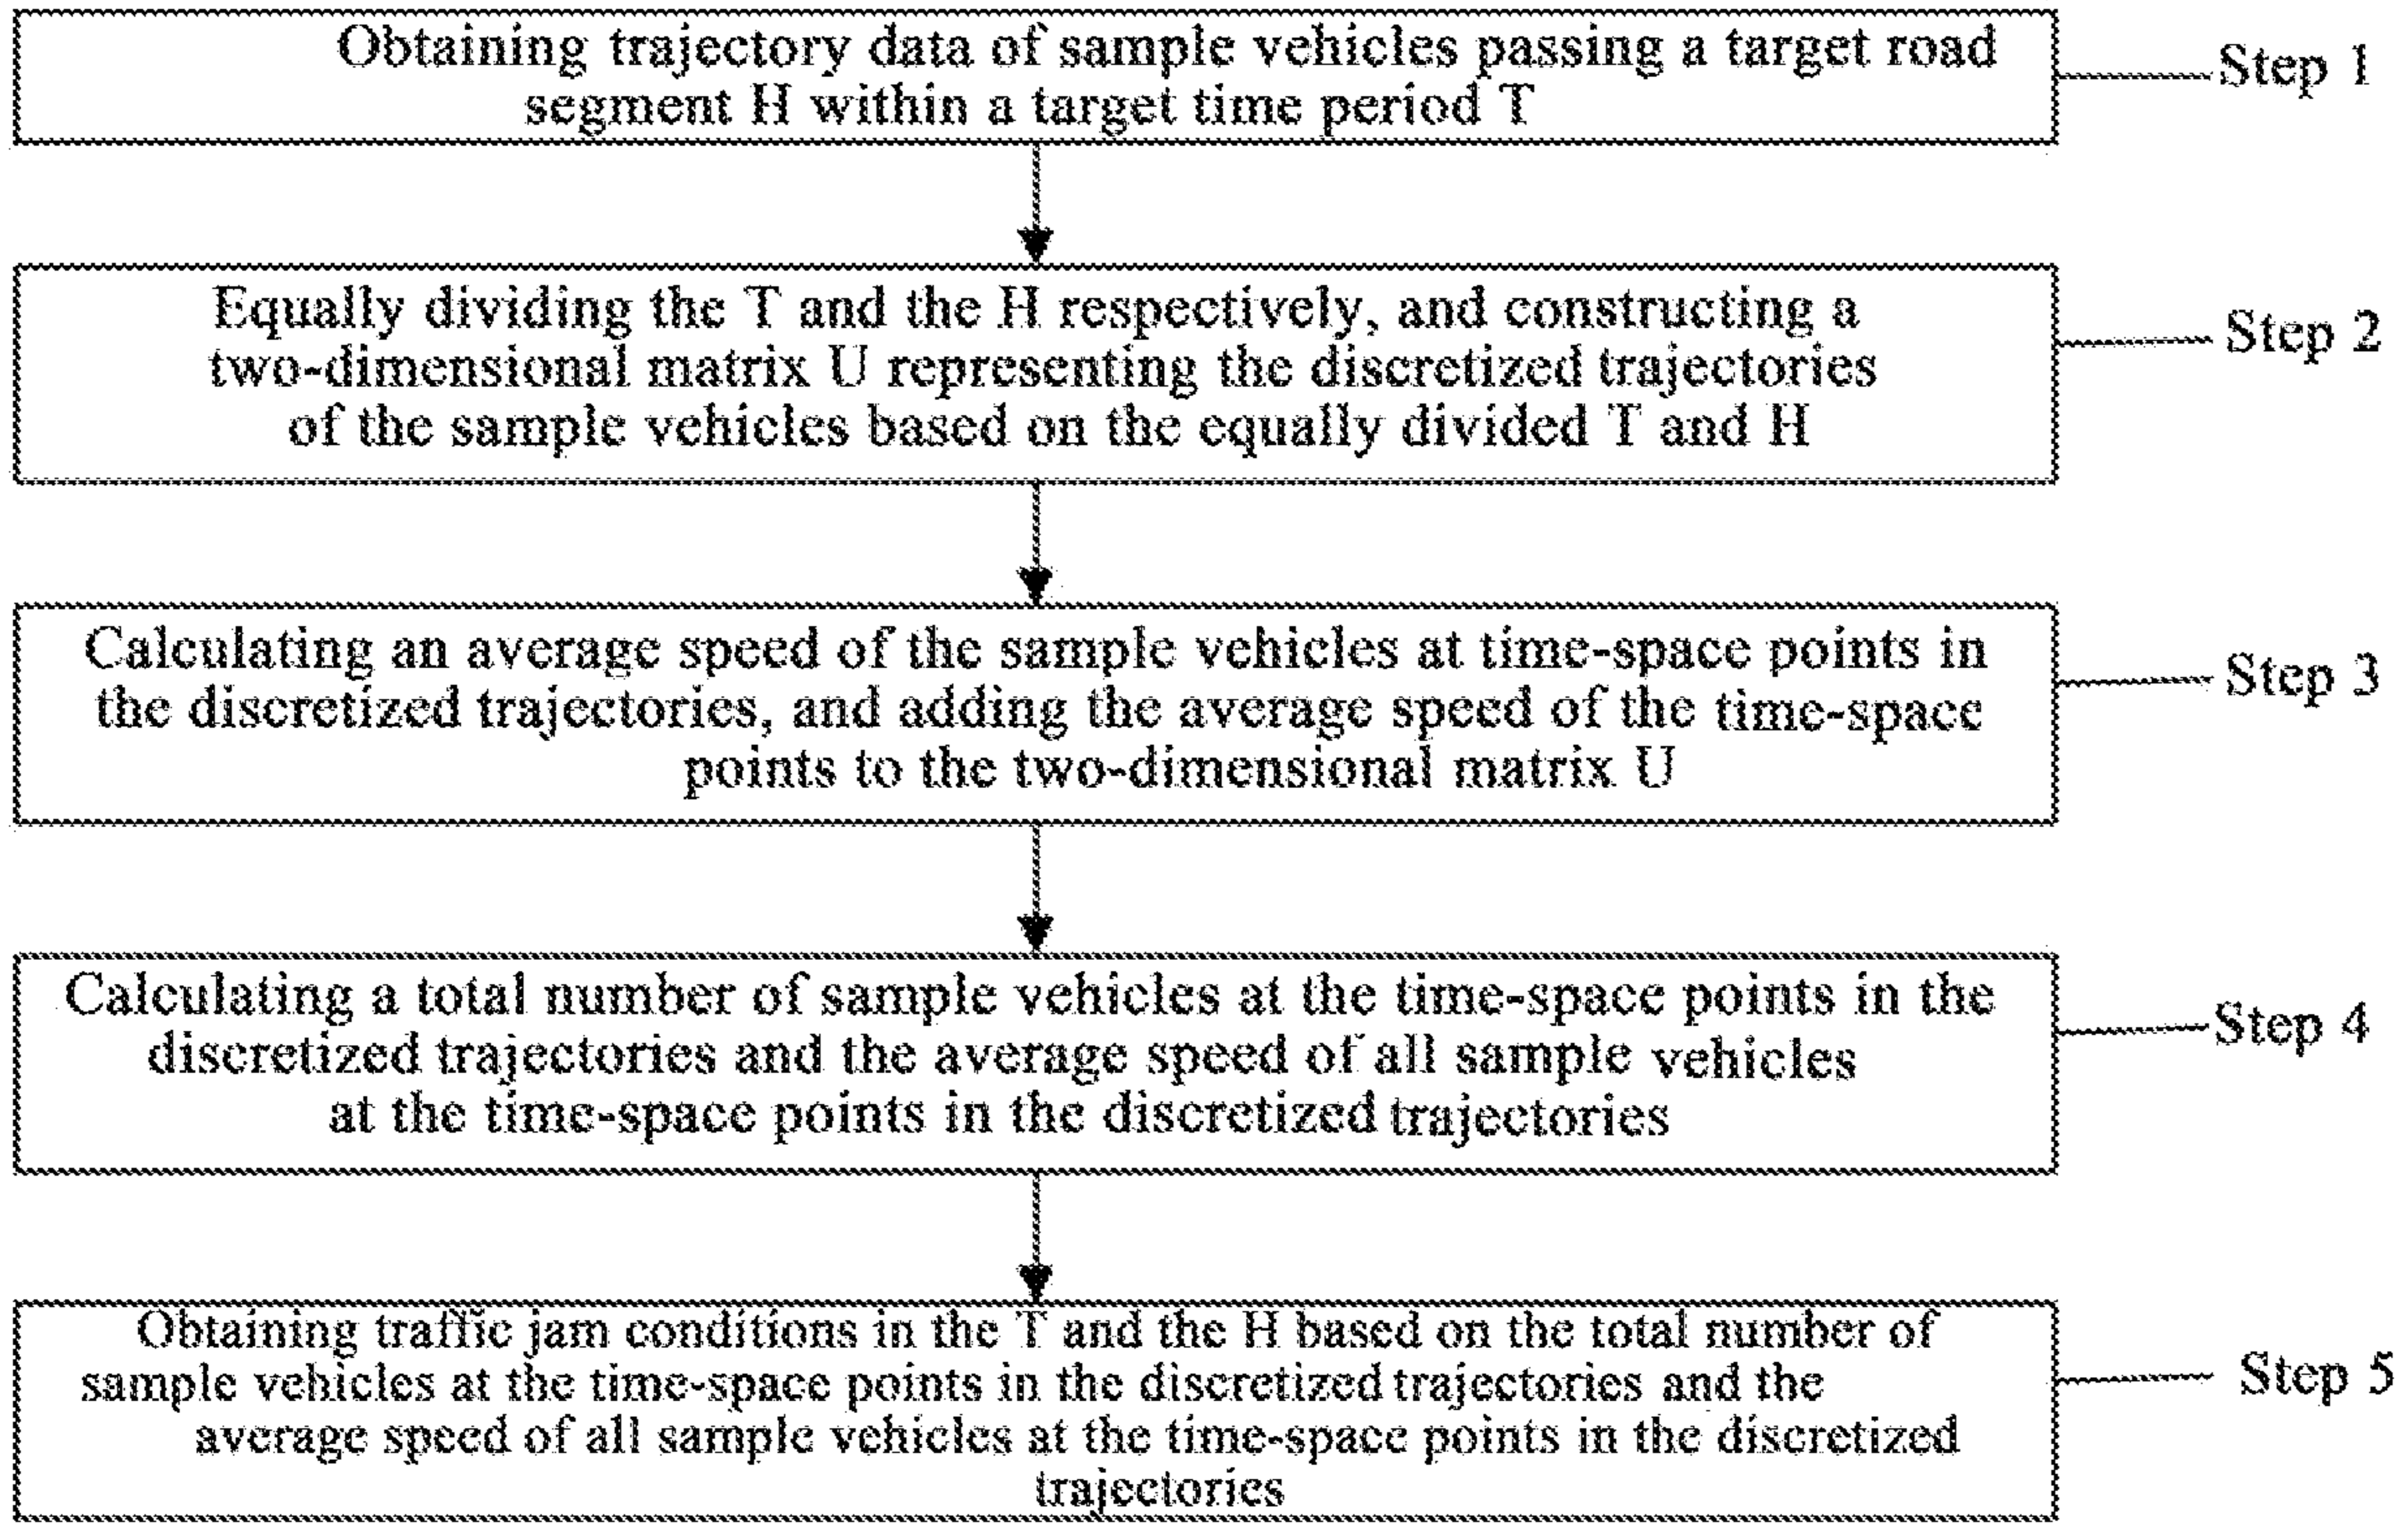 Obtaining trajectory data of sample vehicles passing a target road
segment H within a target time period T
Step 1
Equally dividing the T and the H respectively, and constructing a
two-dimensional matrix U representing the discretized trajectories
of the sample vehicles based on the equally divided T and H
Step 2
Calculating an average speed of the sample vehicles at time-space points in
the discretized trajectories, and adding the average speed of the time-space
points to the two-dimensional matrix U
Step 3
Calculating a total number of sample vehicles at the time-space points in the
discretized trajectories and the average speed of all sample vehicles
at the time-space points in the discretized trajectories
Step 4
Obtaining traffic jam conditions in the T and the H based on the total number of
sample vehicles at the time-space points in the discretized trajectories and the
average speed of all sample vehicles at the time-space points in the discretized
trajectories
Step 5